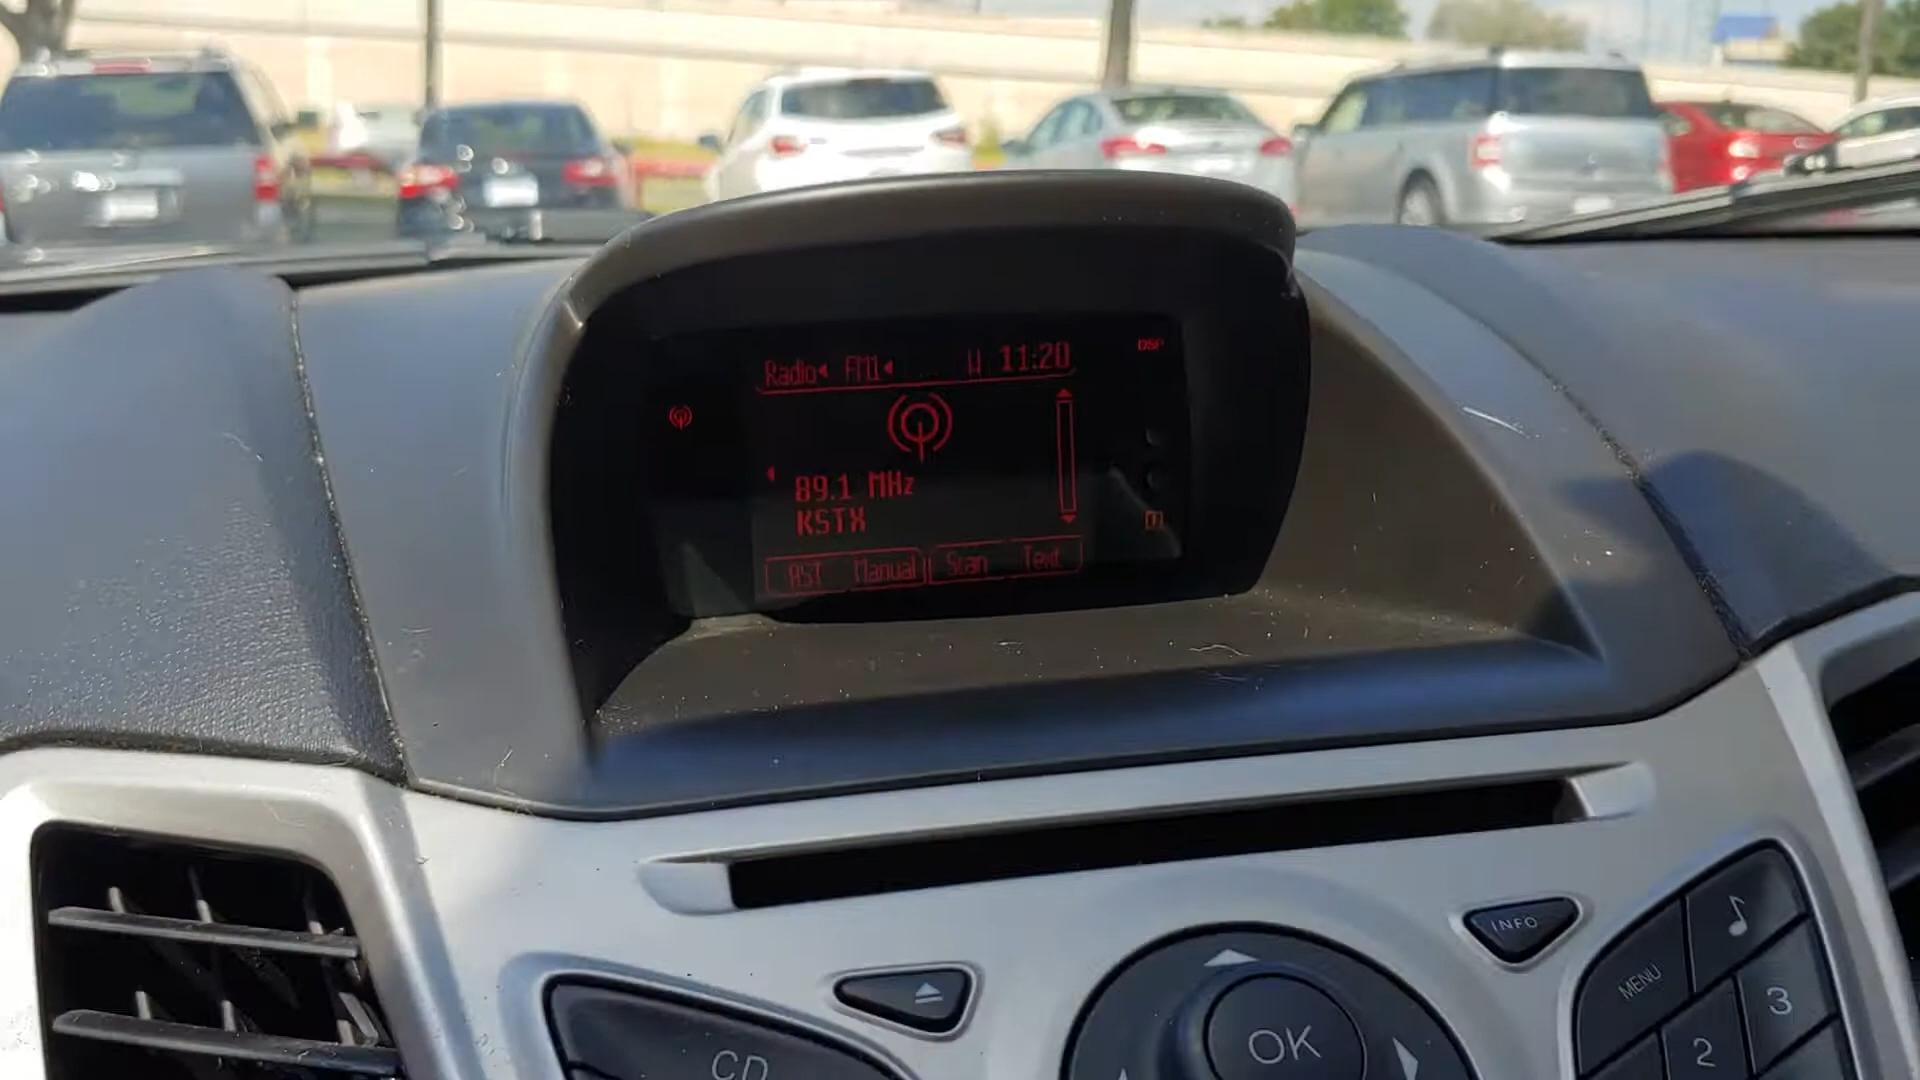 Radio FM1 11:20
DSP
89.1 MHz
KSTX
AST Manual Scan Text
INFO
MENU
3
2
OK
CD